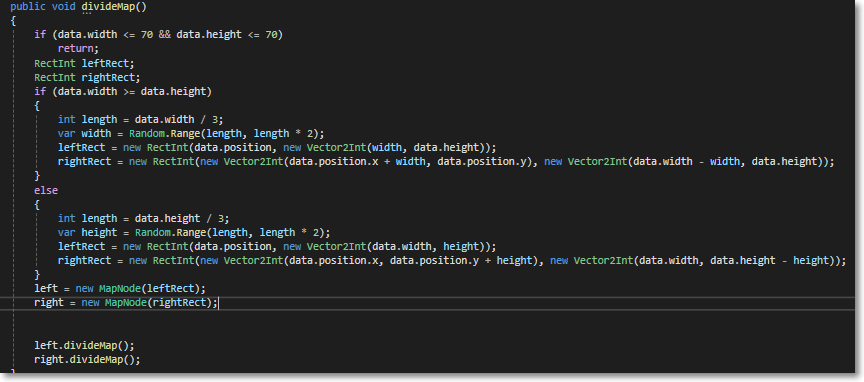 public void divideMap()
{
    if (data.width <= 70 && data.height <= 70)
        return;
    RectInt leftRect;
    RectInt rightRect;
    if (data.width >= data.height)
    {
        int length = data.width / 3;
        var width = Random.Range(length, length * 2);
        leftRect = new RectInt(data.position, new Vector2Int(width, data.height));
        rightRect = new RectInt(new Vector2Int(data.position.x + width, data.position.y), new Vector2Int(data.width - width, data.height));
    }
    else
    {
        int length = data.height / 3;
        var height = Random.Range(length, length * 2);
        leftRect = new RectInt(data.position, new Vector2Int(data.width, height));
        rightRect = new RectInt(new Vector2Int(data.position.x, data.position.y + height), new Vector2Int(data.width, data.height - height));
    }
    left = new MapNode(leftRect);
    right = new MapNode(rightRect);
    left.divideMap();
    right.divideMap();
}